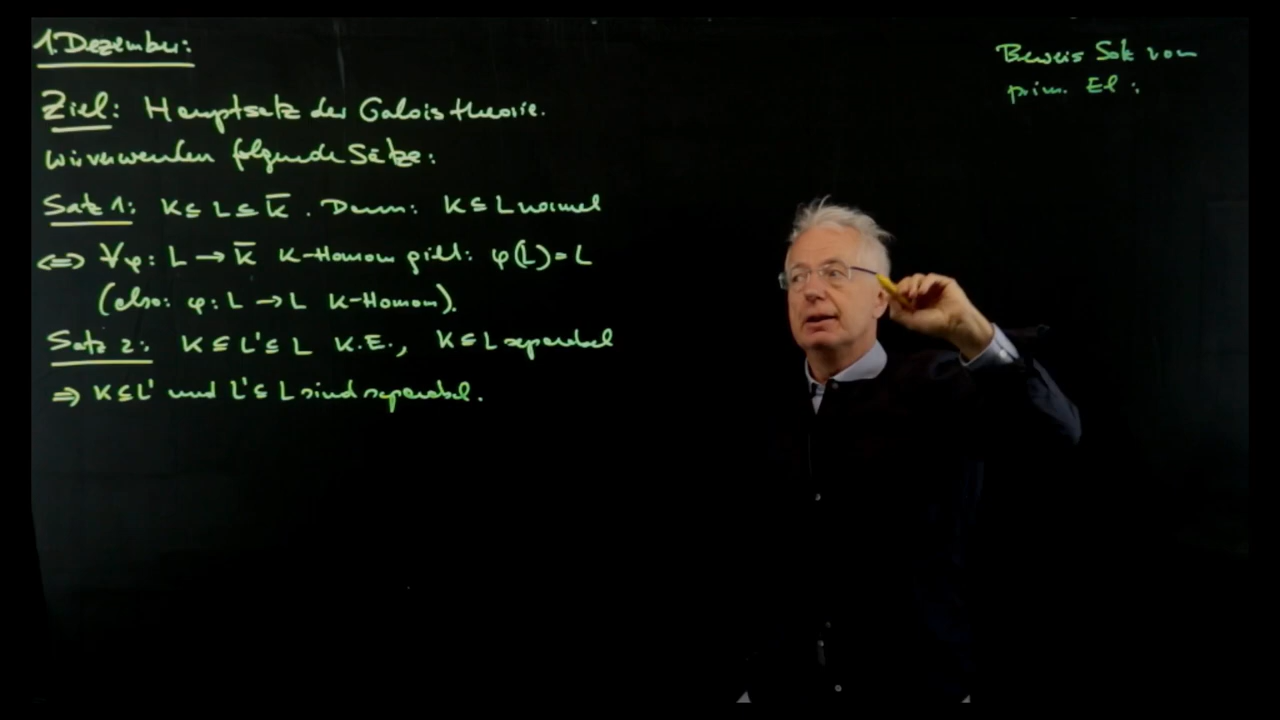 1. Dezember:
Ziel: Hauptsatz der Galoistheorie.
Wir verwenden folgende Sätze:
Satz 1: K ⊆ L ⊆ K̅ . Dann: K ⊆ L normal
⇔ ∀φ: L → K̅ K-Homom gilt: φ(L) = L
(also: φ: L → L K-Homom).
Satz 2: K ⊆ L' ⊆ L K.E., K ⊆ L separabel
⇒ K ⊆ L' und L' ⊆ L sind separabel.
Beweis Satz vom
prim. El :